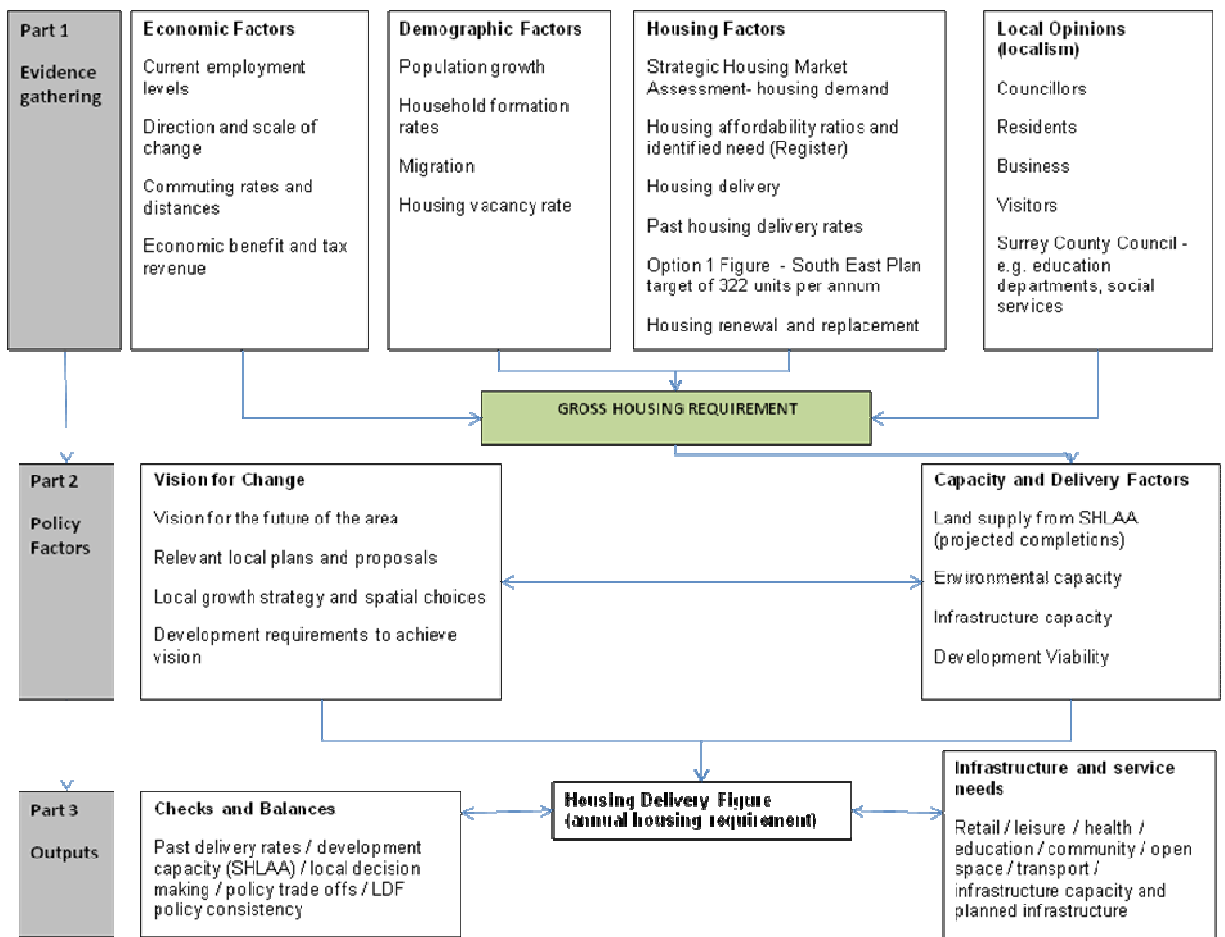 Part 1
Evidence
gathering
Economic Factors
Current employment
levels
Direction and scale of
change
Commuting rates and
distances
Economic benefit and tax
revenue
Demographic Factors
Population growth
Household formation
rates
Migration
Housing vacancy rate
Housing Factors
Strategic Housing Market
Assessment- housing demand
Housing affordability ratios and
identified need (Register)
Housing delivery
Past housing delivery rates
Option 1 Figure - South East Plan
target of 322 units per annum
Housing renewal and replacement
Local Opinions
(localism)
Councillors
Residents
Business
Visitors
Surrey County Council -
e.g. education
departments, social
services
GROSS HOUSING REQUIREMENT
Part 2
Policy
Factors
Vision for Change
Vision for the future of the area
Relevant local plans and proposals
Local growth strategy and spatial choices
Development requirements to achieve
vision
Capacity and Delivery Factors
Land supply from SHLAA
(projected completions)
Environmental capacity
Infrastructure capacity
Development Viability
Part 3
Outputs
Checks and Balances
Past delivery rates / development
capacity (SHLAA) / local decision
making / policy trade offs / LDF
policy consistency
Housing Delivery Figure
(annual housing requirement)
Infrastructure and service
needs
Retail / leisure / health /
education / community / open
space / transport /
infrastructure capacity and
planned infrastructure